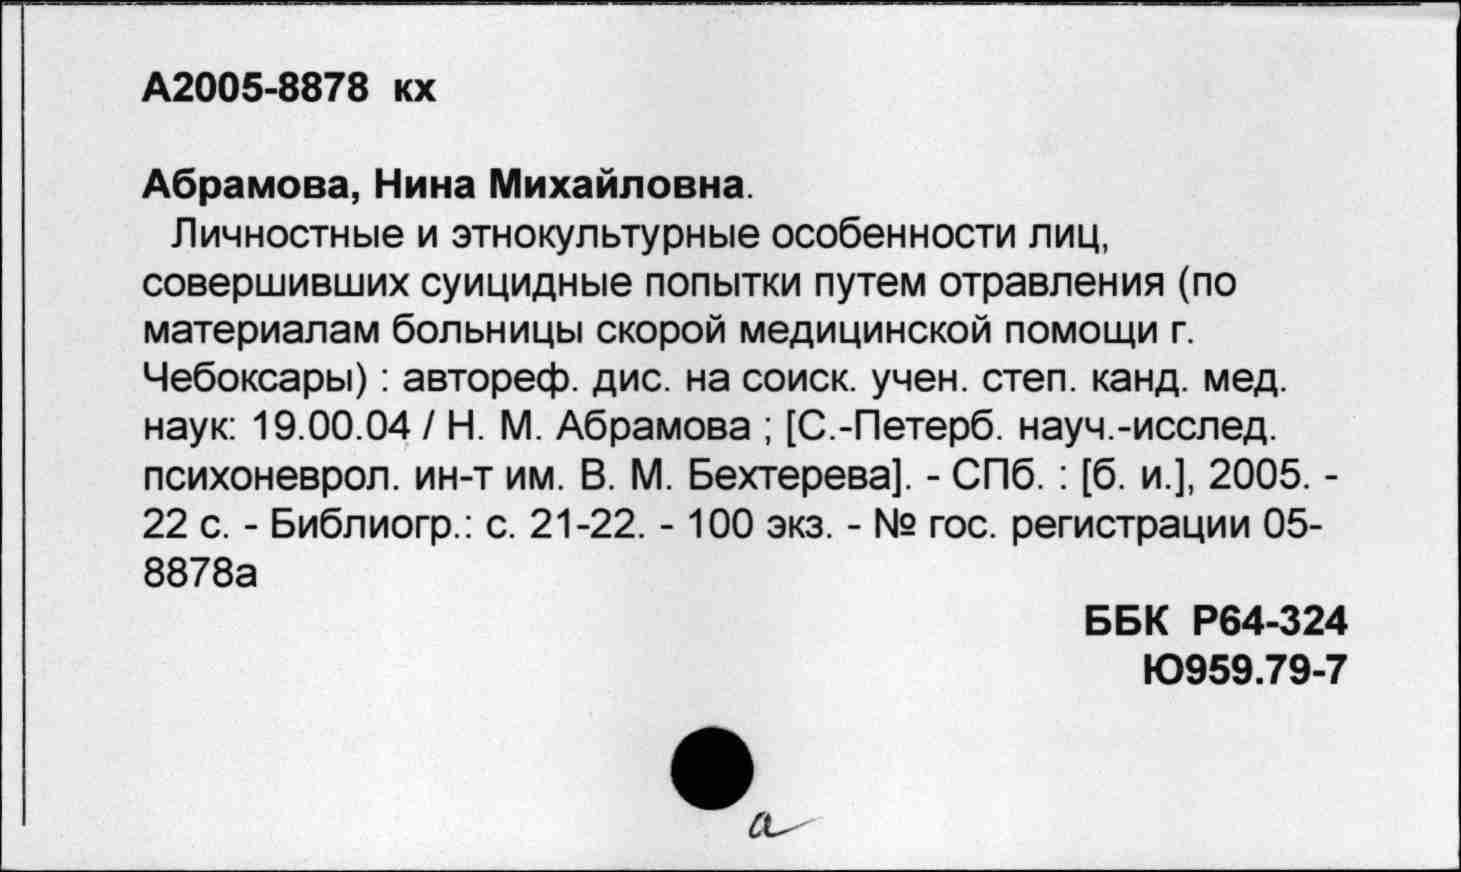 А2005-8878 кх
Абрамова, Нина Михайловна.
Личностные и этнокультурные особенности лиц,
совершивших суицидные попытки путем отравления (по
материалам больницы скорой медицинской помощи г.
Чебоксары) : автореф. дис. на соиск. учен. степ. канд. мед.
наук: 19.00.04 / Н. М. Абрамова ; [С.-Петерб. науч.-исслед.
психоневрол. ин-т им. В. М. Бехтерева]. - СПб. : [б. и.], 2005. -
22 с. - Библиогр.: с. 21-22. - 100 экз. - № гос. регистрации 05-
8878а
ББК Р64-324
Ю959.79-7
а